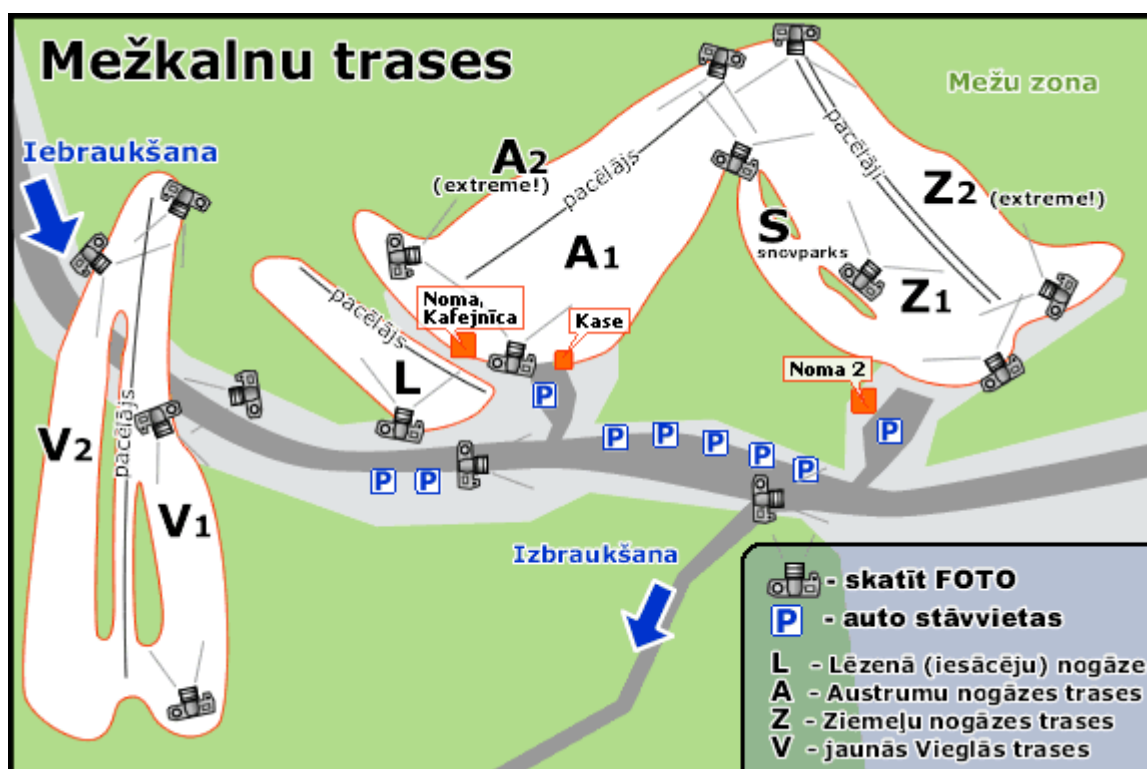 Mežkalnu trases
Mežu zona
Iebraukšana
A2
(extreme!)
pacēlājs
pacēlāji
Z2 (extreme!)
S
snovparks
A1
Z1
pacēlājs
Noma,
Kafejnīca
Kase
L
Noma 2
P
P
P
P
P
P
P
P
P
pacēlājs
V2
V1
Izbraukšana
- skatīt FOTO
P - auto stāvvietas
L - Lēzenā (iesācēju) nogāze
A - Austrumu nogāzes trases
Z - Ziemeļu nogāzes trases
V - jaunās Vieglās trases